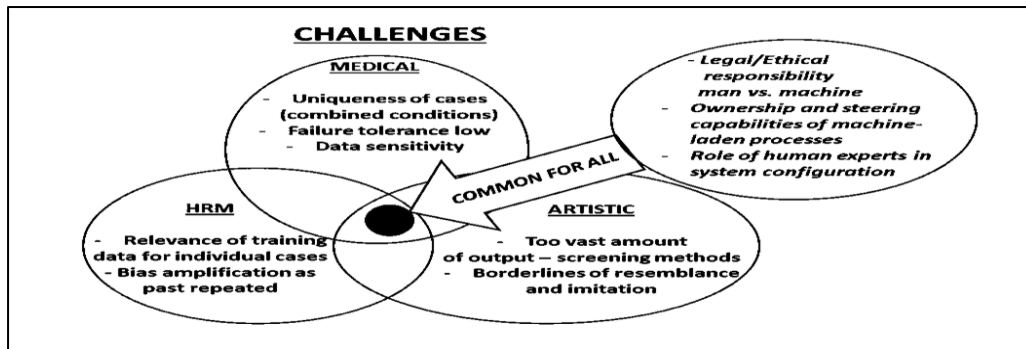 CHALLENGES
MEDICAL
- Uniqueness of cases
(combined conditions)
- Failure tolerance low
- Data sensitivity
- Legal/Ethical
responsibility
man vs. machine
- Ownership and steering
capabilities of machine-
laden processes
- Role of human experts in
system configuration
COMMON FOR ALL
HRM
- Relevance of training
data for individual cases
- Bias amplification as
past repeated
ARTISTIC
- Too vast amount
of output – screening methods
- Borderlines of resemblance
and imitation